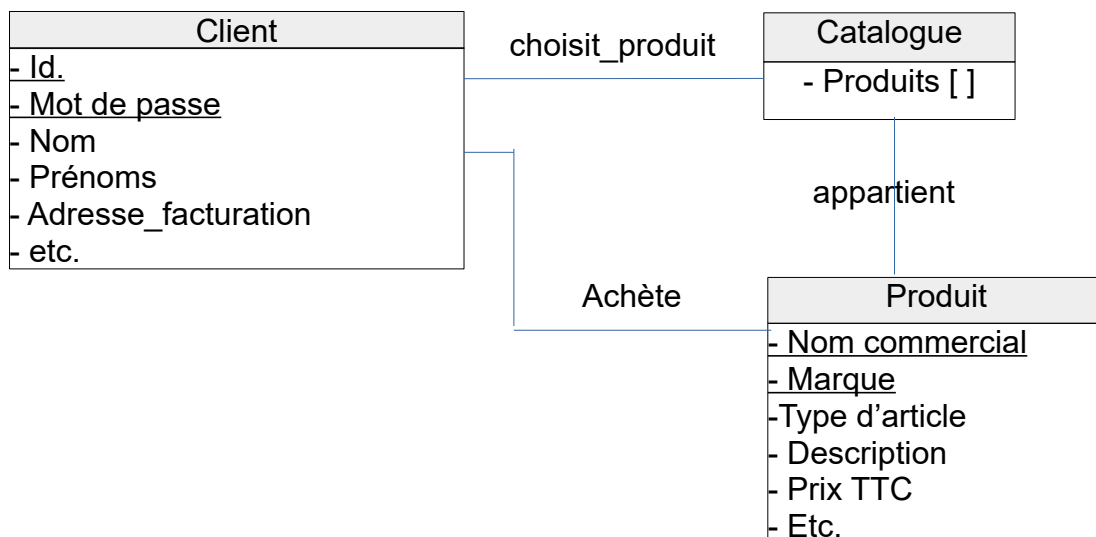 Client
- Id.
- Mot de passe
- Nom
- Prénoms
- Adresse_facturation
- etc.
choisit_produit
Catalogue
- Produits [ ]
appartient
Achète
Produit
- Nom commercial
- Marque
-Type d’article
- Description
- Prix TTC
- Etc.